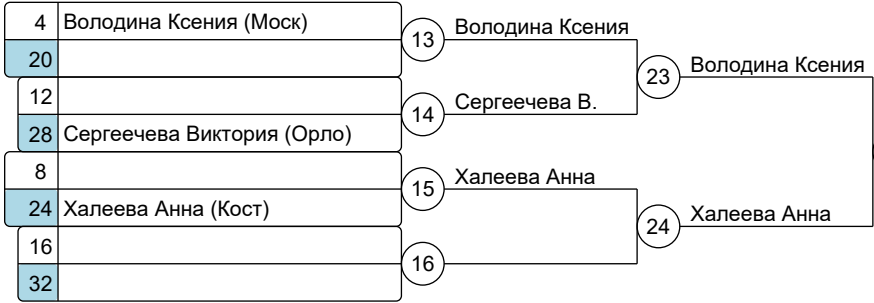 4 Володина Ксения (Моск)
20
12
28 Сергеечева Виктория (Орло)
8
24 Халеева Анна (Кост)
16
32
13 Володина Ксения
14 Сергеечева В.
15 Халеева Анна
16
23 Володина Ксения
24 Халеева Анна